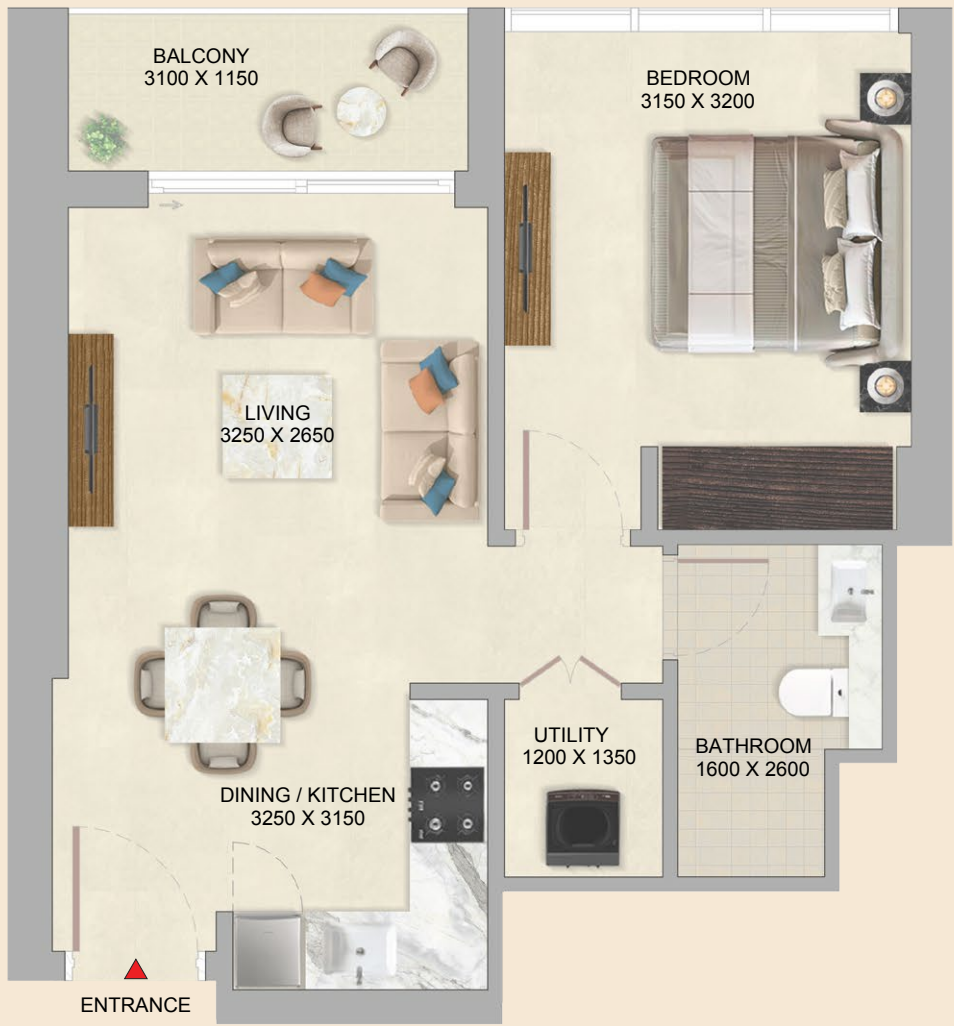 BALCONY
3100 X 1150
BEDROOM
3150 X 3200
LIVING
3250 X 2650
UTILITY
1200 X 1350
BATHROOM
1600 X 2600
DINING / KITCHEN
3250 X 3150
ENTRANCE